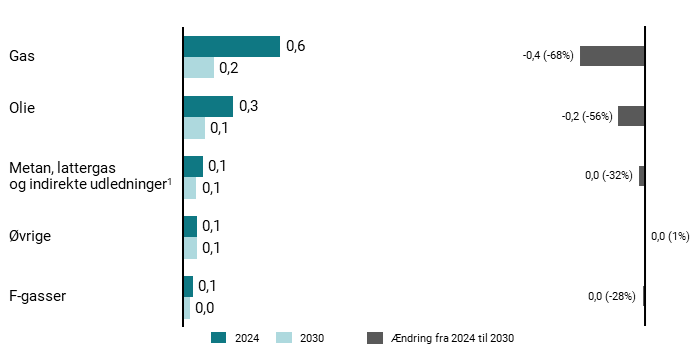 Gas
0,6
0,2
-0,4 (-68%)
Olie
0,3
0,1
-0,2 (-56%)
Metan, lattergas
og indirekte udledninger¹
0,1
0,1
0,0 (-32%)
Øvrige
0,1
0,1
0,0 (1%)
F-gasser
0,1
0,0
0,0 (-28%)
2024
2030
Ændring fra 2024 til 2030